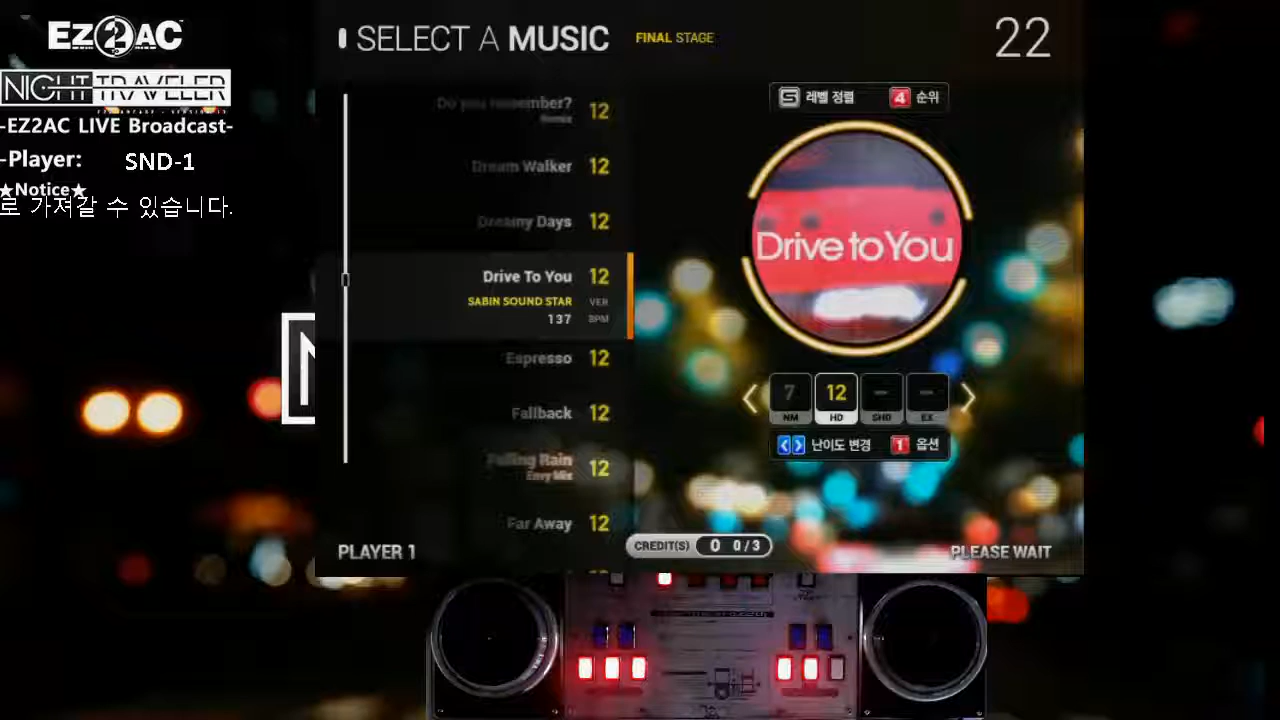 EZ2AC
NIGHT TRAVELER
-EZ2AC LIVE Broadcast-
-Player: SND-1
★Notice★
로 가져갈 수 있습니다.
SELECT A MUSIC
FINAL STAGE
22
Do you remember? 12
Remix
Dream Walker 12
Dreamy Days 12
Drive To You 12
SABIN SOUND STAR VER
137 BPM
Espresso 12
Fallback 12
Falling Rain 12
Envy Mix
Far Away 12
5 레벨 정렬 4 순위
Drive to You
7 12 - -
NM HD SHD EX
난이도 변경 1 옵션
PLAYER 1
CREDIT(S) 0 0/3
PLEASE WAIT